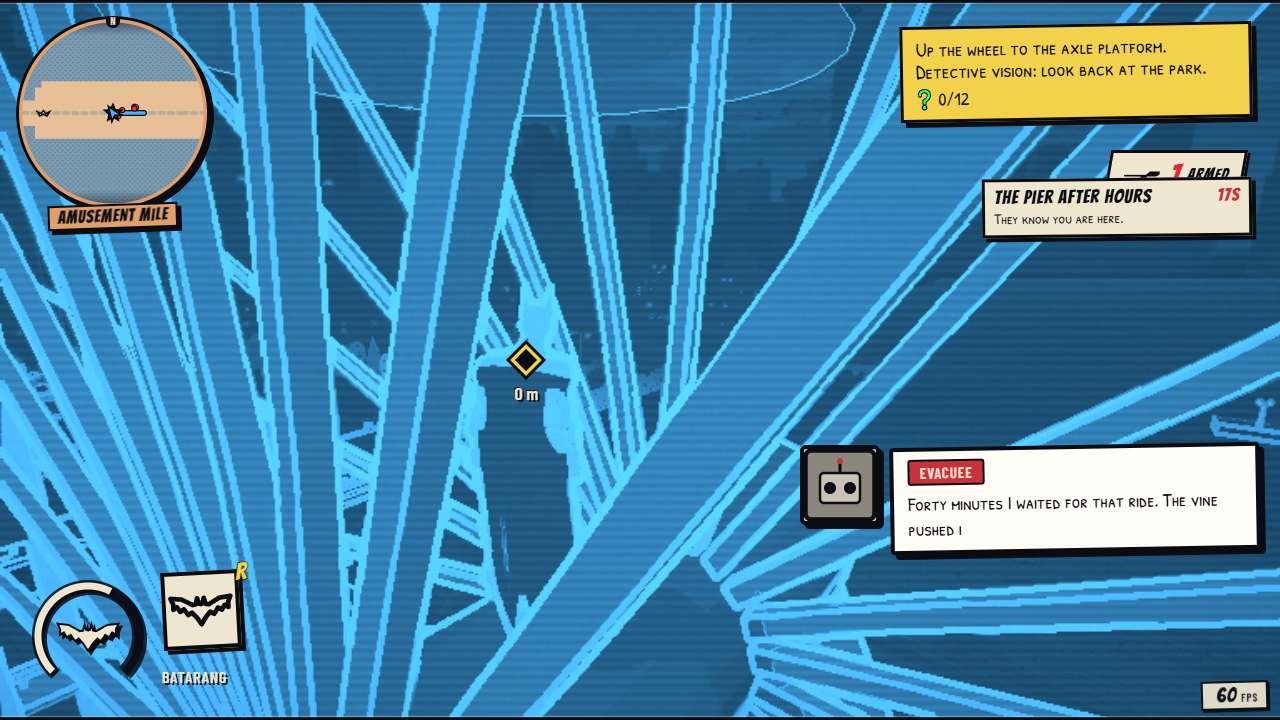 N
AMUSEMENT MILE
UP THE WHEEL TO THE AXLE PLATFORM.
DETECTIVE VISION: LOOK BACK AT THE PARK.
? 0/12
1 ARMED
THE PIER AFTER HOURS 17S
THEY KNOW YOU ARE HERE.
0 m
EVACUEE
FORTY MINUTES I WAITED FOR THAT RIDE. THE VINE
PUSHED I
R
BATARANG
60 FPS